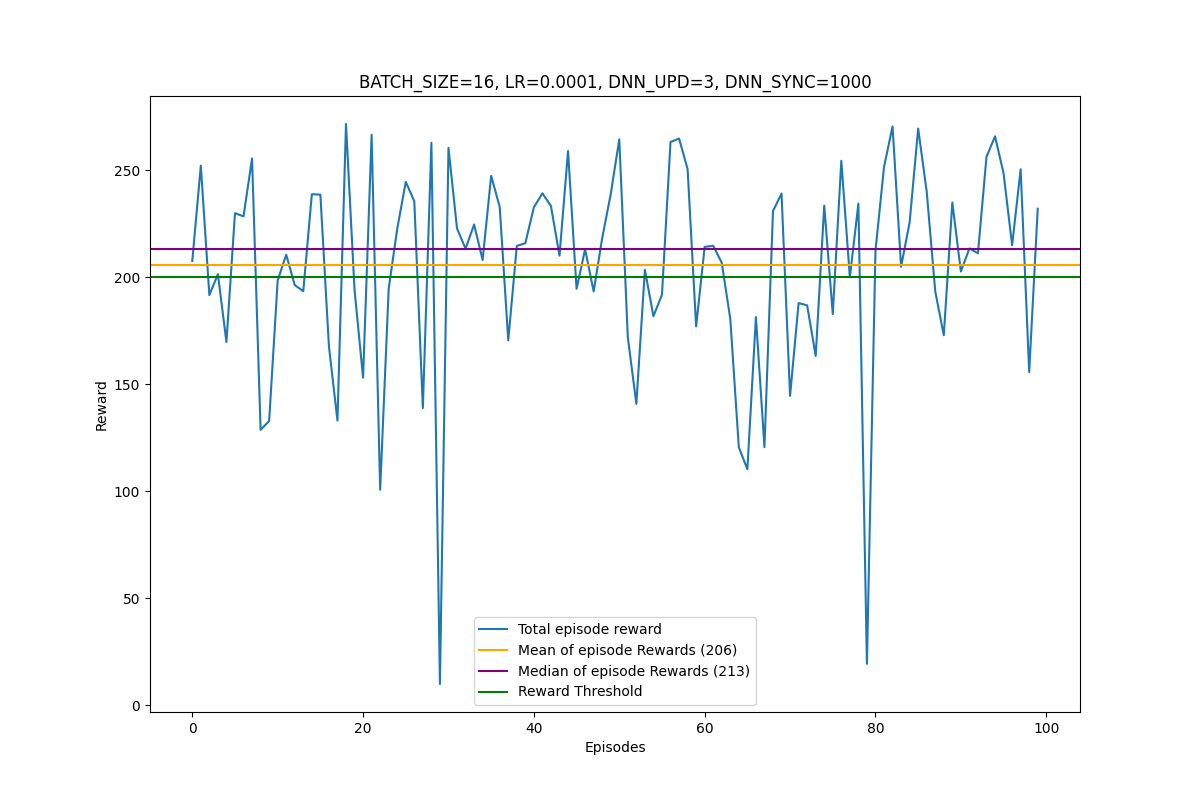 BATCH_SIZE=16, LR=0.0001, DNN_UPD=3, DNN_SYNC=1000
250
200
150
100
50
0
Reward
Total episode reward
Mean of episode Rewards (206)
Median of episode Rewards (213)
Reward Threshold
0 20 40 60 80 100
Episodes